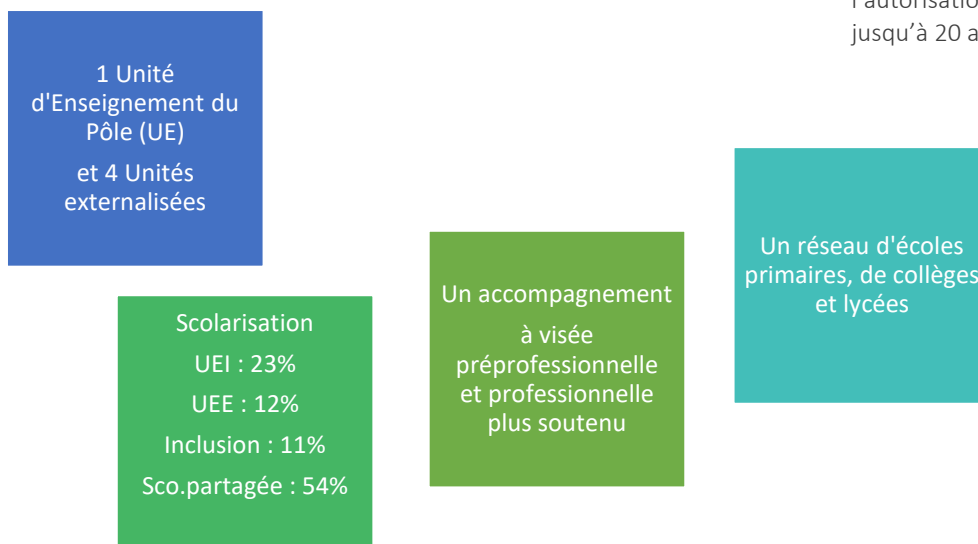 jusqu'à 20 a
1 Unité
d'Enseignement du
Pôle (UE)
et 4 Unités
externalisées
Un réseau d'écoles
primaires, de collèges
et lycées
Un accompagnement
à visée
préprofessionnelle
et professionnelle
plus soutenu
Scolarisation
UEI : 23%
UEE : 12%
Inclusion : 11%
Sco.partagée : 54%